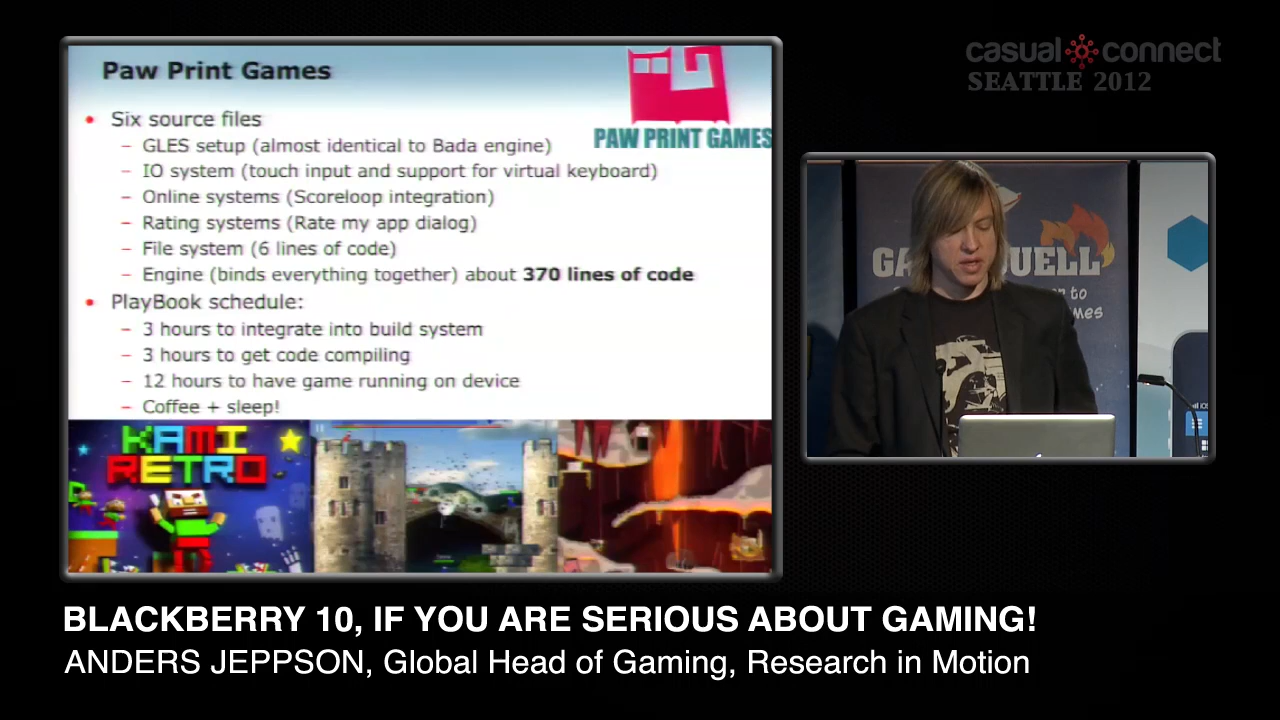 Paw Print Games
PAW PRINT GAMES
• Six source files
– GLES setup (almost identical to Bada engine)
– IO system (touch input and support for virtual keyboard)
– Online systems (Scoreloop integration)
– Rating systems (Rate my app dialog)
– File system (6 lines of code)
– Engine (binds everything together) about 370 lines of code
• PlayBook schedule:
– 3 hours to integrate into build system
– 3 hours to get code compiling
– 12 hours to have game running on device
– Coffee + sleep!
KAMI
RETRO
casual connect
SEATTLE 2012
GA UELL
to
mes
BLACKBERRY 10, IF YOU ARE SERIOUS ABOUT GAMING!
ANDERS JEPPSON, Global Head of Gaming, Research in Motion